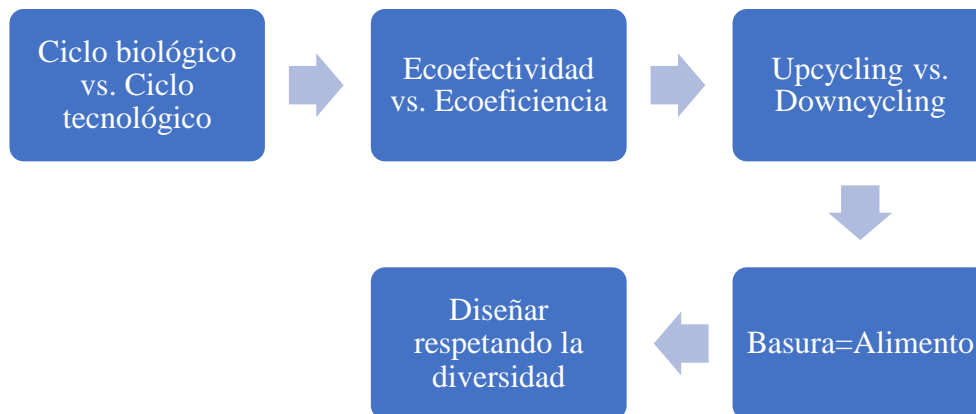 Ciclo biológico
vs. Ciclo
tecnológico
Ecoefectividad
vs. Ecoeficiencia
Upcycling vs.
Downcycling
Basura=Alimento
Diseñar
respetando la
diversidad